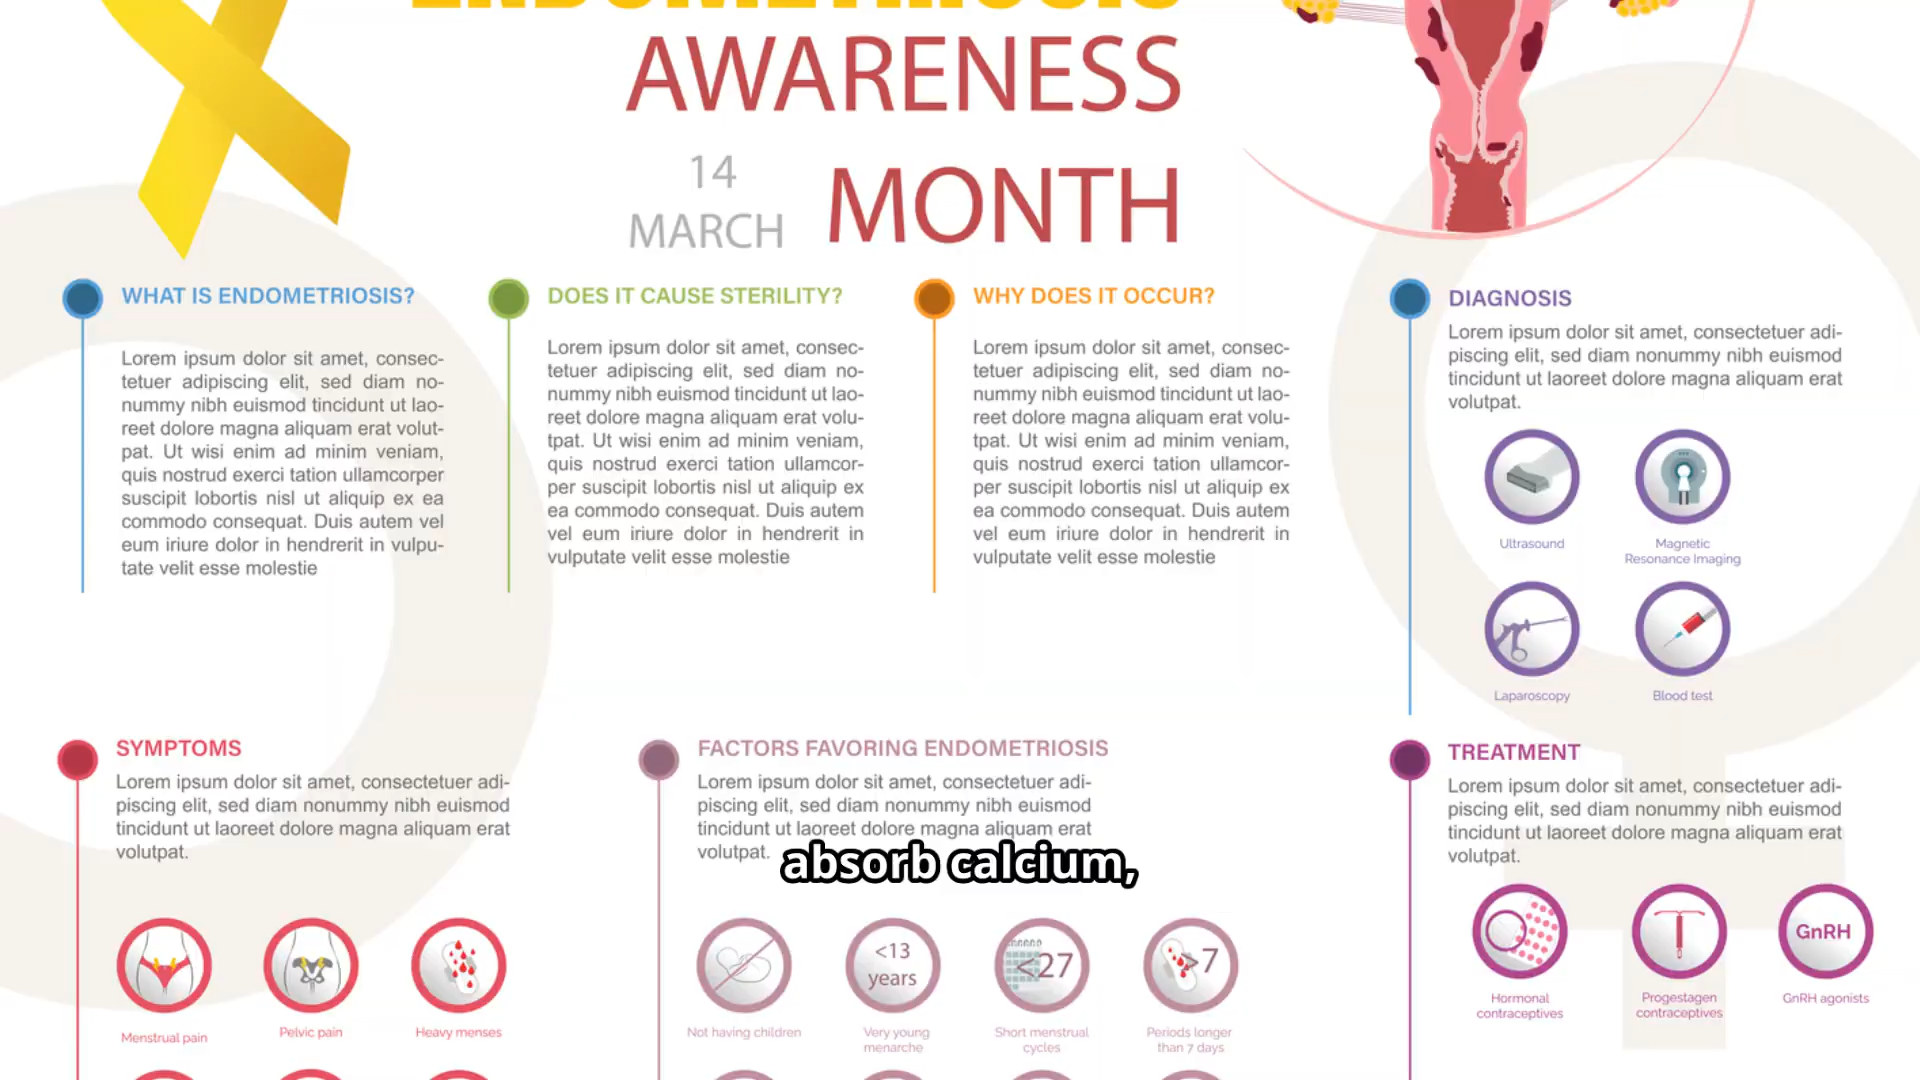 ENDOMETRIOSIS
AWARENESS
14
MARCH
MONTH
WHAT IS ENDOMETRIOSIS?
Lorem ipsum dolor sit amet, consec-
tetuer adipiscing elit, sed diam no-
nummy nibh euismod tincidunt ut lao-
reet dolore magna aliquam erat volut-
pat. Ut wisi enim ad minim veniam,
quis nostrud exerci tation ullamcorper
suscipit lobortis nisl ut aliquip ex ea
commodo consequat. Duis autem vel
eum iriure dolor in hendrerit in vulpu-
tate velit esse molestie
DOES IT CAUSE STERILITY?
Lorem ipsum dolor sit amet, consec-
tetuer adipiscing elit, sed diam no-
nummy nibh euismod tincidunt ut lao-
reet dolore magna aliquam erat volu-
tpat. Ut wisi enim ad minim veniam,
quis nostrud exerci tation ullamcor-
per suscipit lobortis nisl ut aliquip ex
ea commodo consequat. Duis autem
vel eum iriure dolor in hendrerit in
vulputate velit esse molestie
WHY DOES IT OCCUR?
Lorem ipsum dolor sit amet, consec-
tetuer adipiscing elit, sed diam no-
nummy nibh euismod tincidunt ut lao-
reet dolore magna aliquam erat volu-
tpat. Ut wisi enim ad minim veniam,
quis nostrud exerci tation ullamcor-
per suscipit lobortis nisl ut aliquip ex
ea commodo consequat. Duis autem
vel eum iriure dolor in hendrerit in
vulputate velit esse molestie
DIAGNOSIS
Lorem ipsum dolor sit amet, consectetuer adi-
piscing elit, sed diam nonummy nibh euismod
tincidunt ut laoreet dolore magna aliquam erat
volutpat.
Ultrasound
Magnetic
Resonance Imaging
Laparoscopy
Blood test
SYMPTOMS
Lorem ipsum dolor sit amet, consectetuer adi-
piscing elit, sed diam nonummy nibh euismod
tincidunt ut laoreet dolore magna aliquam erat
volutpat.
Menstrual pain
Pelvic pain
Heavy menses
FACTORS FAVORING ENDOMETRIOSIS
Lorem ipsum dolor sit amet, consectetuer adi-
piscing elit, sed diam nonummy nibh euismod
tincidunt ut laoreet dolore magna aliquam erat
volutpat.
absorb calcium,
<13
years
<27
>7
Not having children
Very young
menarche
Short menstrual
cycles
Periods longer
than 7 days
TREATMENT
Lorem ipsum dolor sit amet, consectetuer adi-
piscing elit, sed diam nonummy nibh euismod
tincidunt ut laoreet dolore magna aliquam erat
volutpat.
GnRH
Hormonal
contraceptives
Progestagen
contraceptives
GnRH agonists